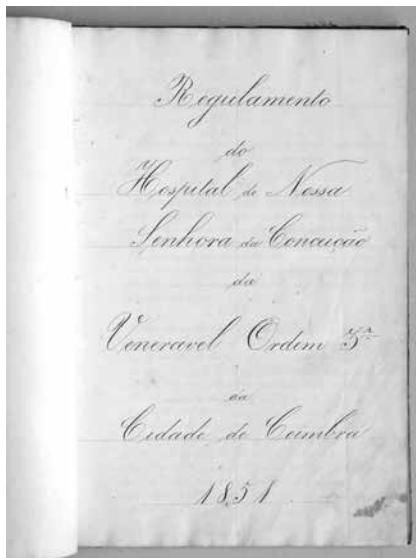 Regulamento
do
Hospital de Nossa
Senhora da Conceição
da
Veneravel Ordem 3ª
da
Cidade de Coimbra
1851